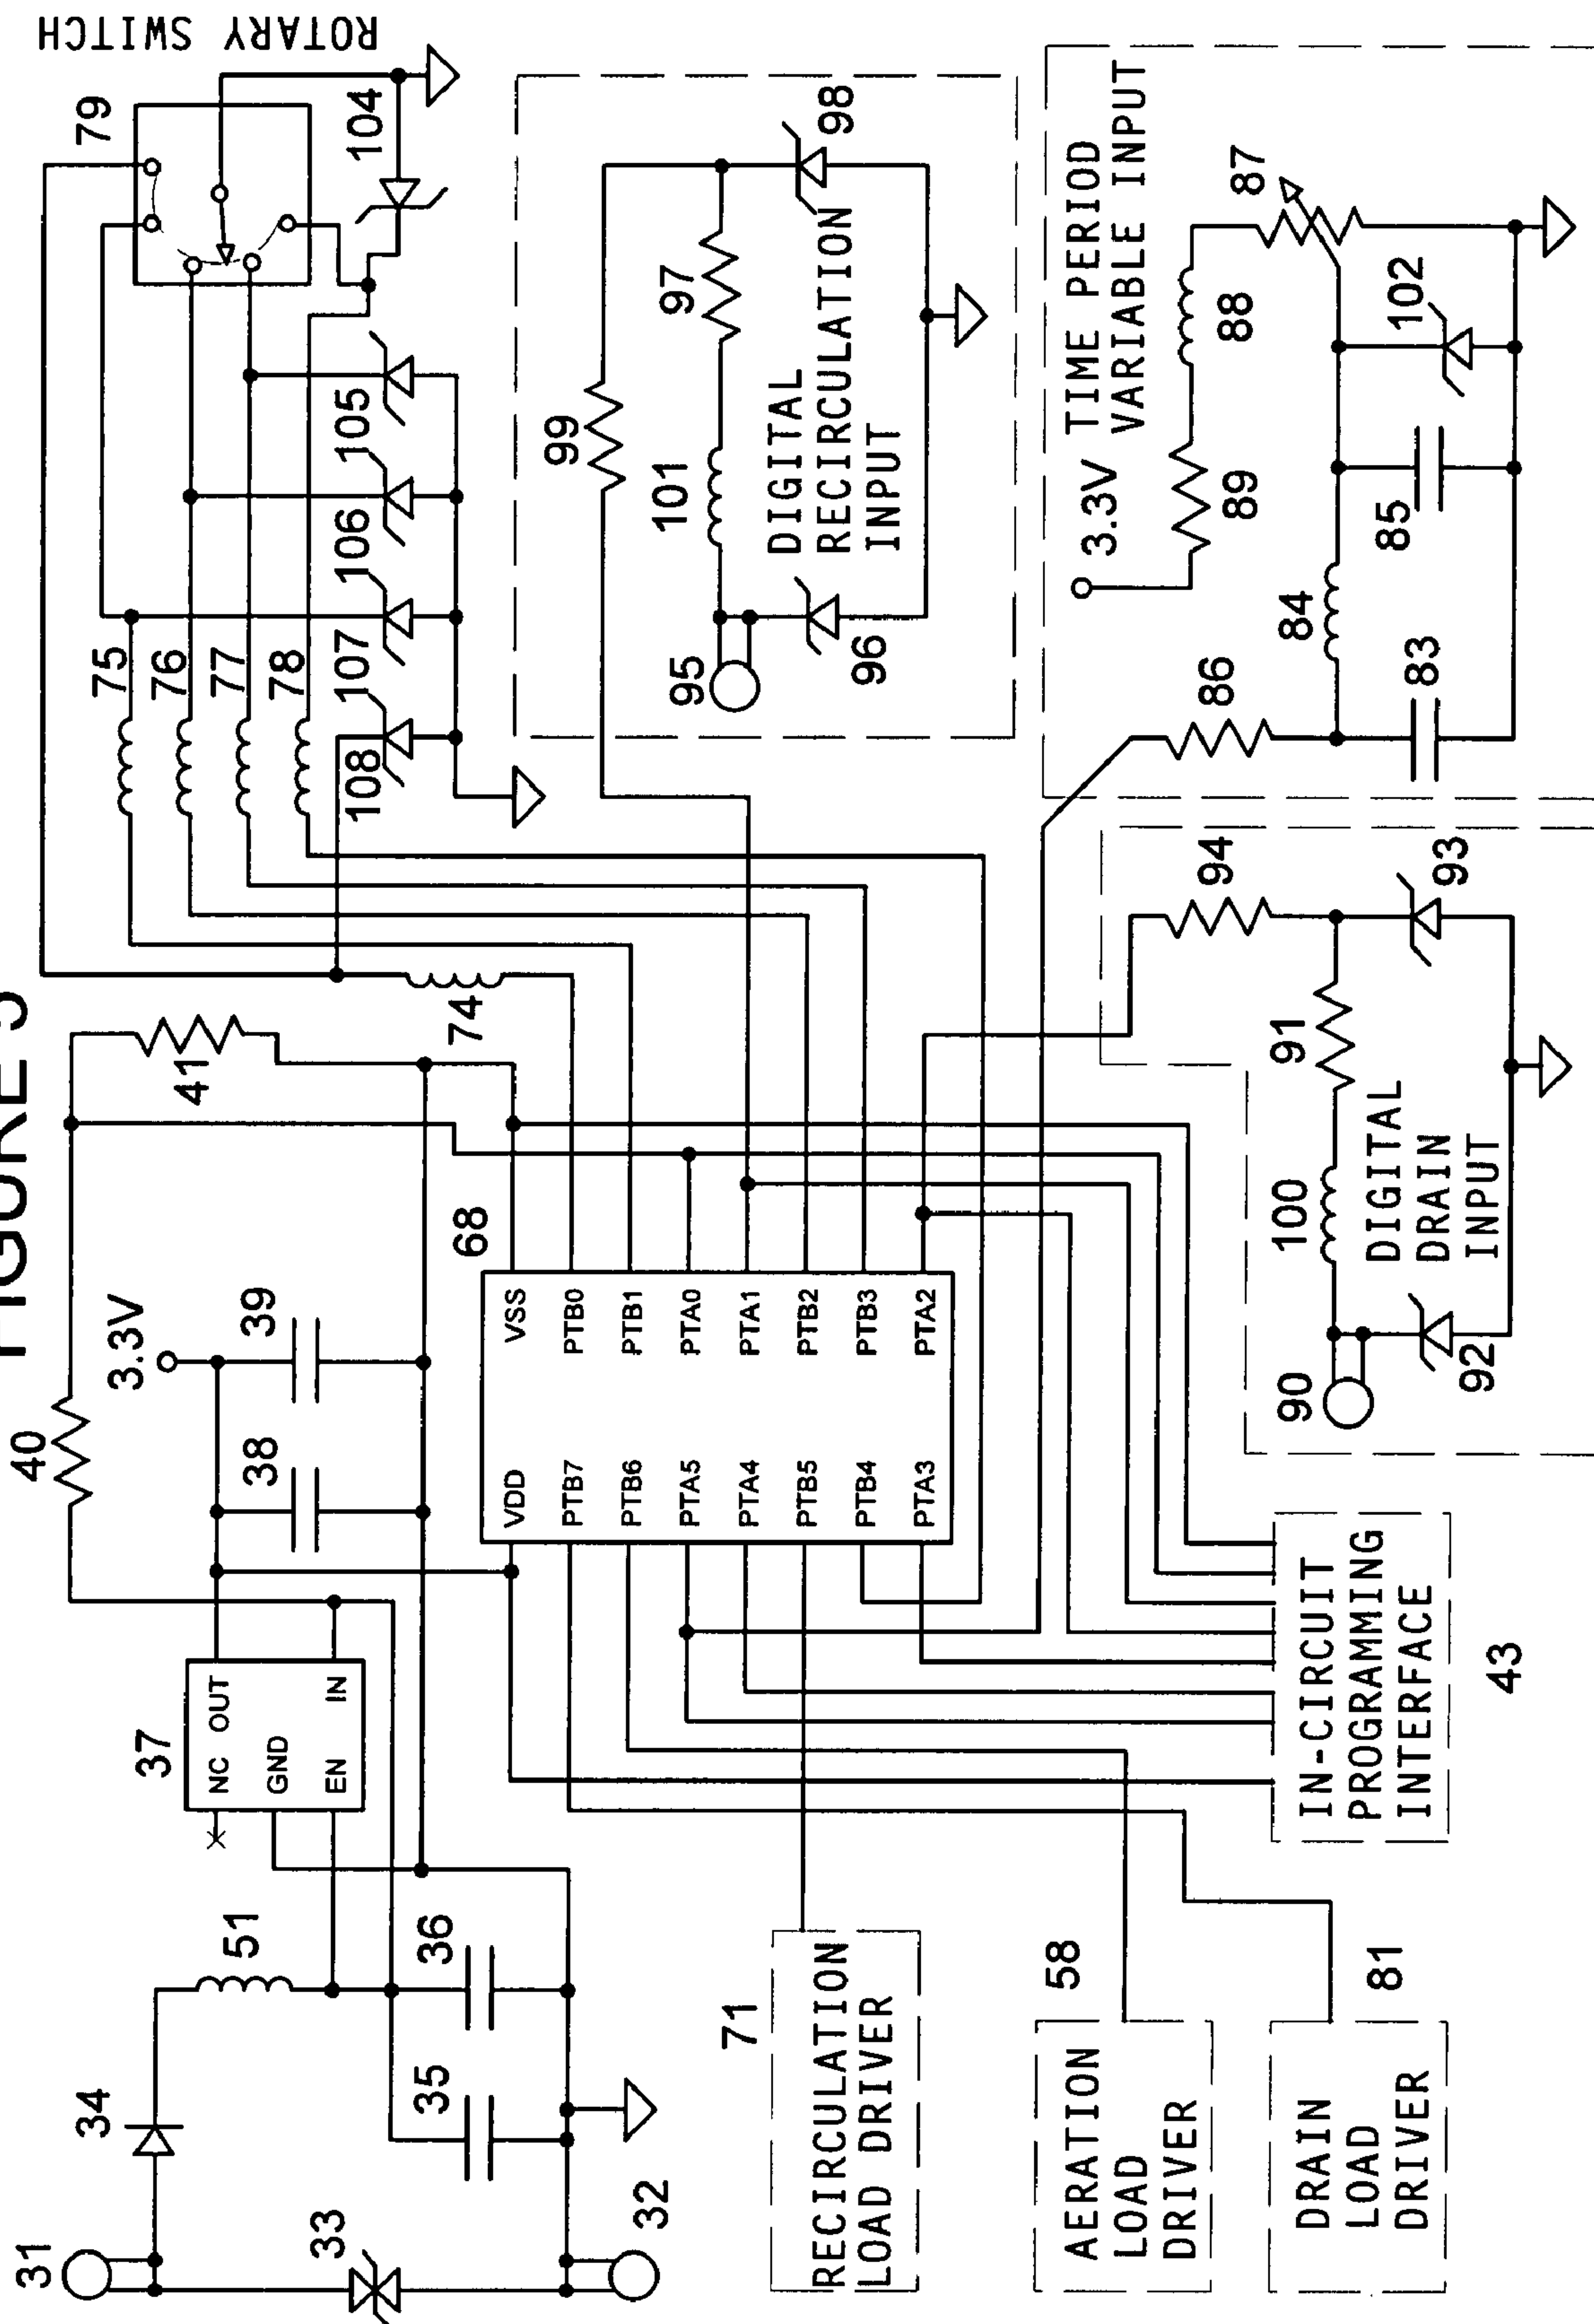 FIGURE 5
ROTARY SWITCH
31
34
51
33
32
35
36
37
NC OUT
GND
EN IN
40
3.3V
38
39
41
68
VDD VSS
PTB7 PTB0
PTB6 PTB1
PTA5 PTA0
PTA4 PTA1
PTB5 PTB2
PTB4 PTB3
PTA3 PTA2
74
75
76
77
78
79
104
105
106
107
108
71
RECIRCULATION
LOAD DRIVER
58
AERATION
LOAD
DRIVER
81
DRAIN
LOAD
DRIVER
IN-CIRCUIT
PROGRAMMING
INTERFACE
43
99
101
97
98
95
96
DIGITAL
RECIRCULATION
INPUT
90
100
91
94
92
93
DIGITAL
DRAIN
INPUT
TIME PERIOD
VARIABLE INPUT
3.3V
89
88
87
86
84
85
102
83